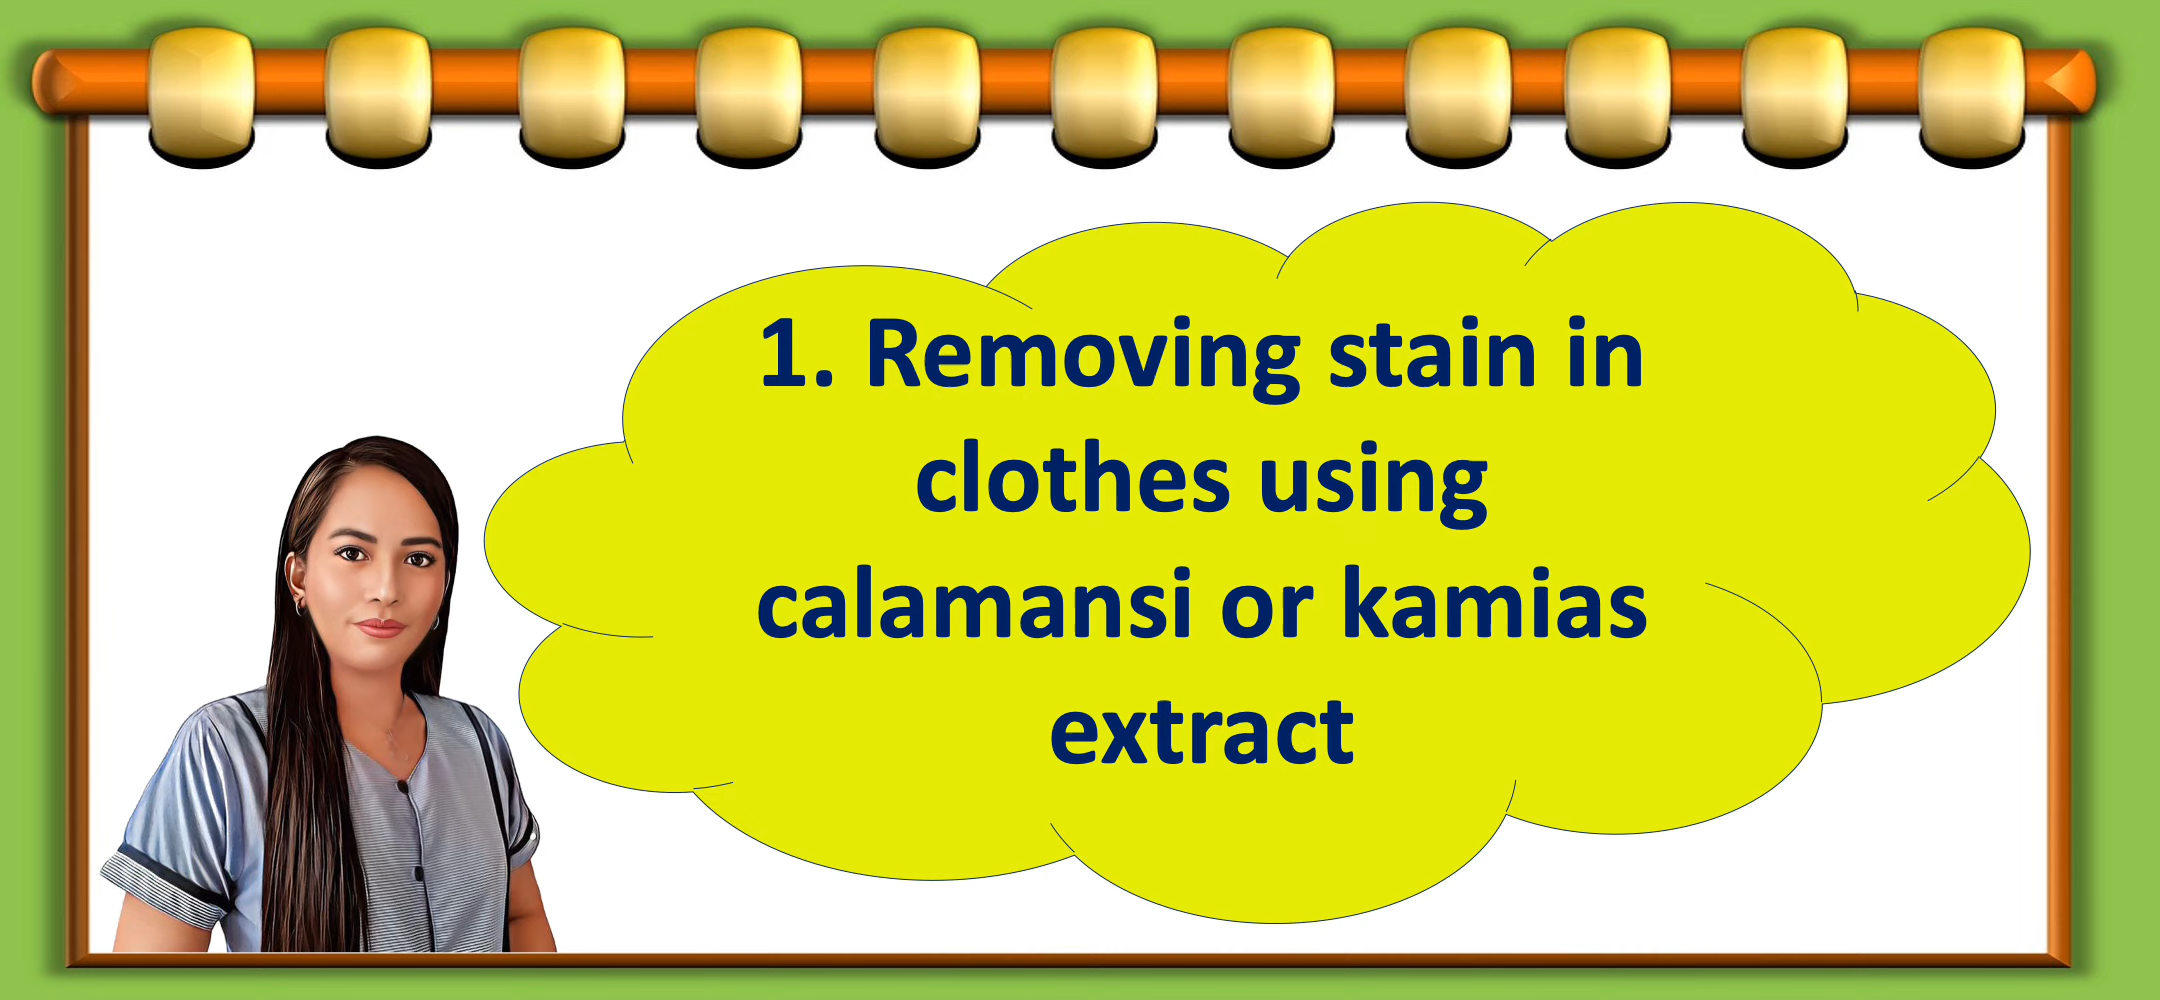 1. Removing stain in
clothes using
calamansi or kamias
extract